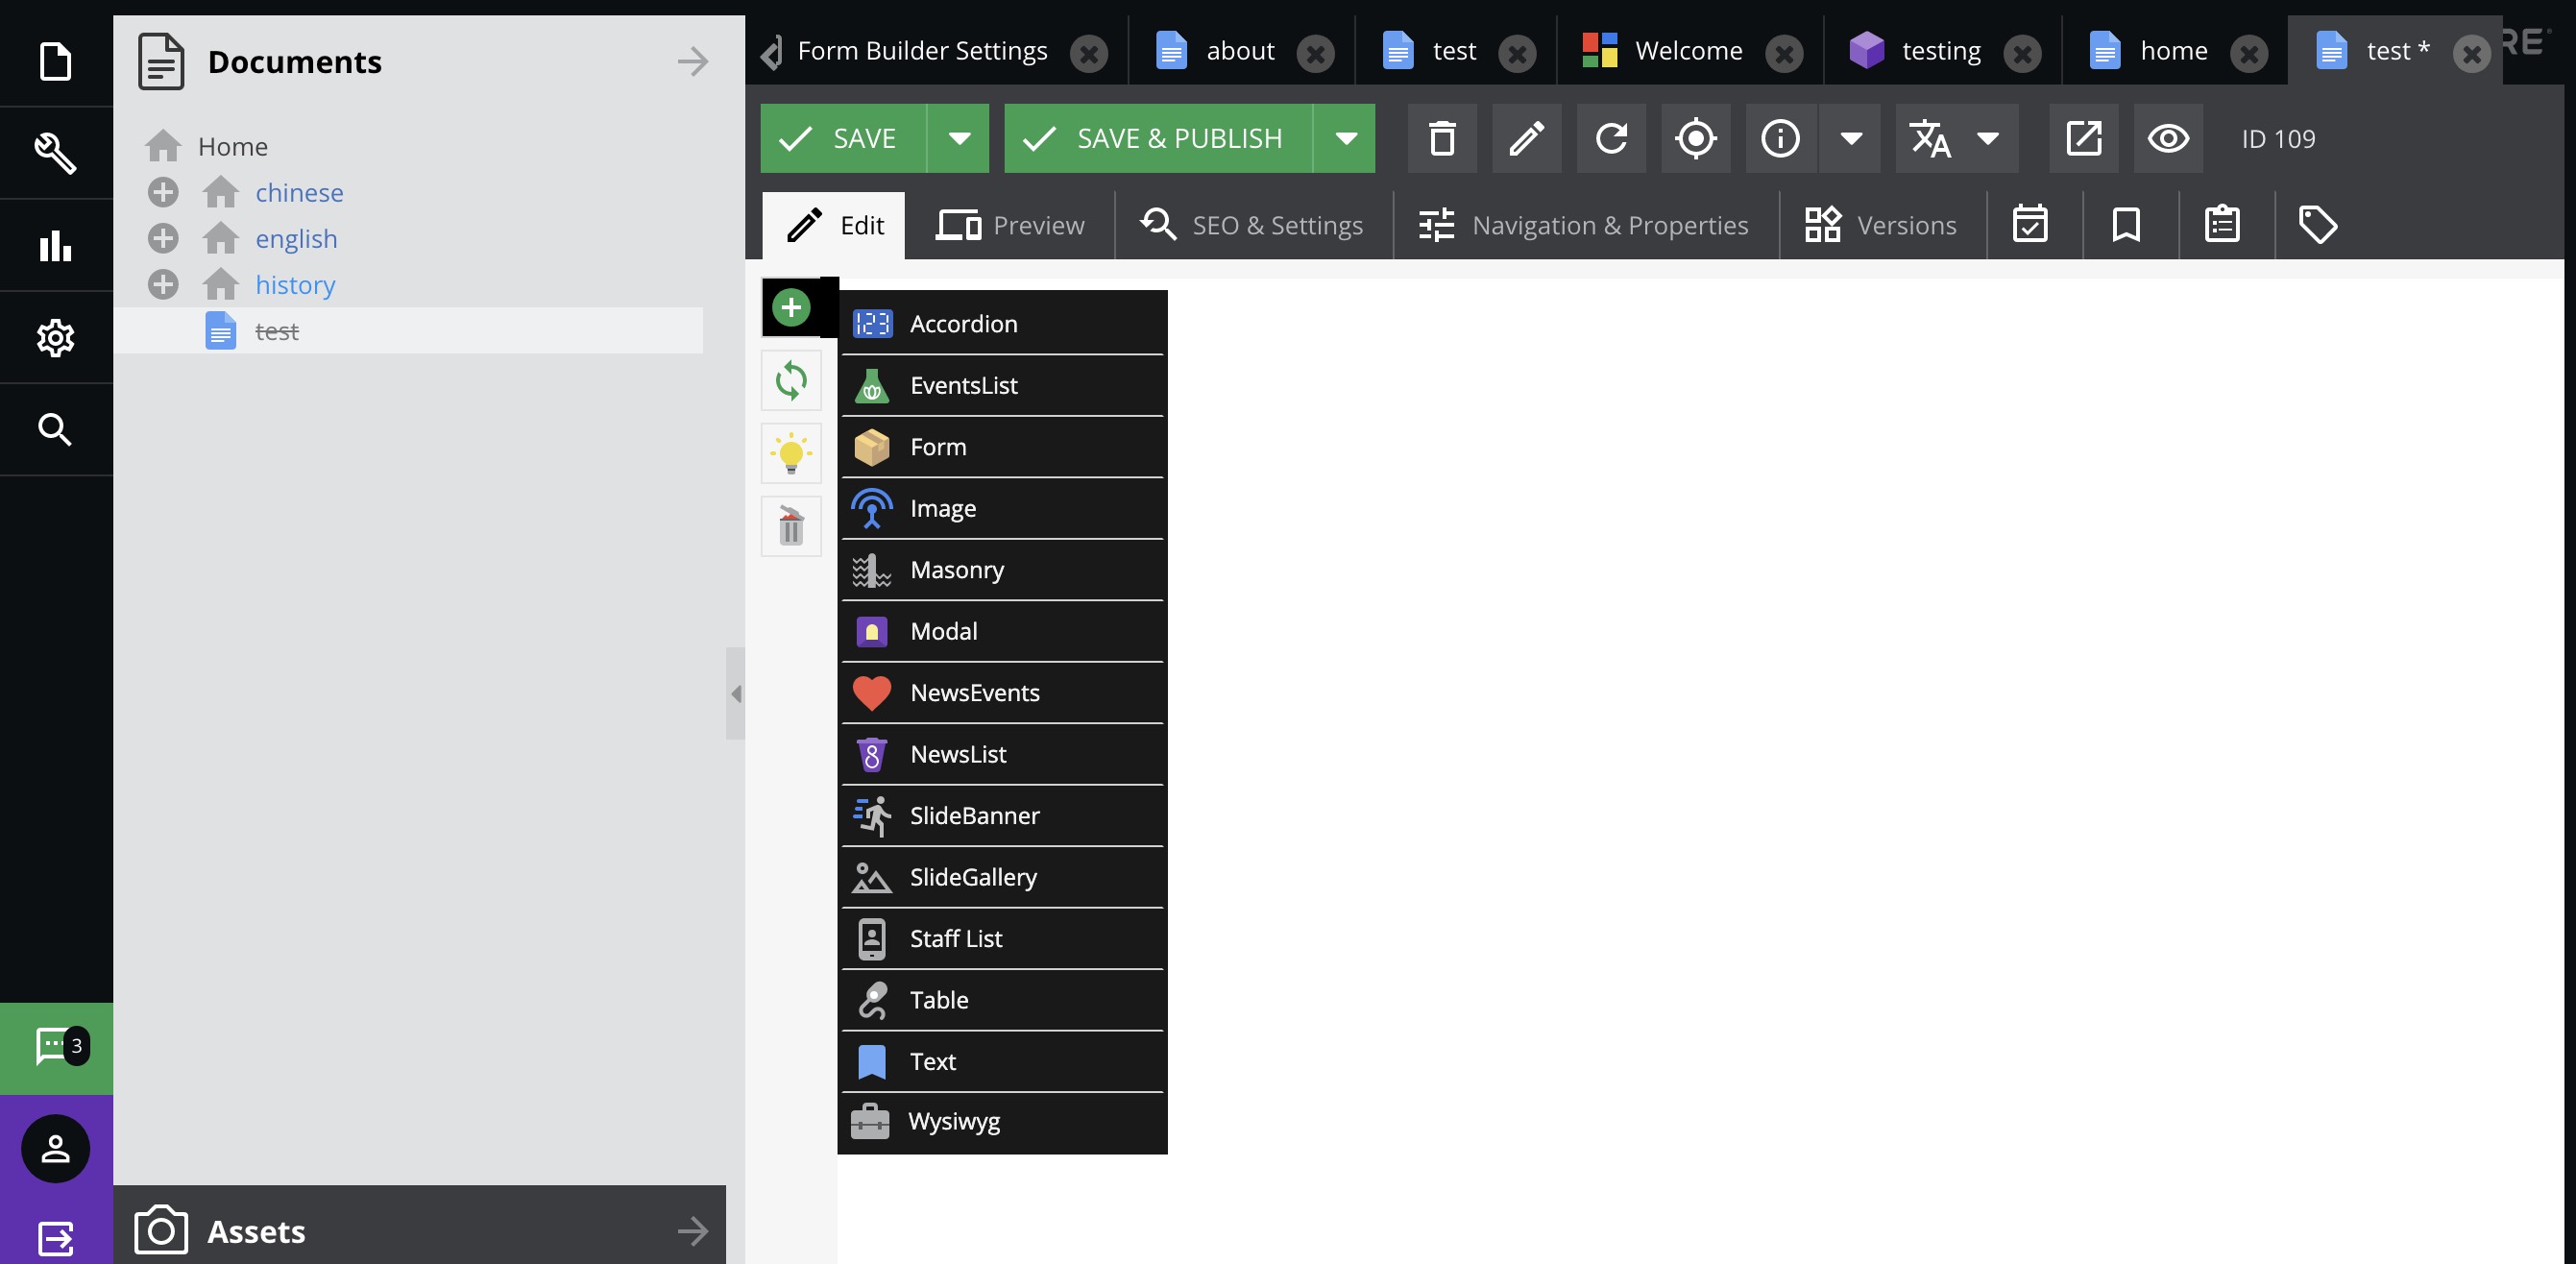 Documents
Home
chinese
english
history
test
Assets
3
Form Builder Settings
about
test
Welcome
testing
home
test *
RE
SAVE
SAVE & PUBLISH
ID 109
Edit
Preview
SEO & Settings
Navigation & Properties
Versions
Accordion
EventsList
Form
Image
Masonry
Modal
NewsEvents
NewsList
SlideBanner
SlideGallery
Staff List
Table
Text
Wysiwyg